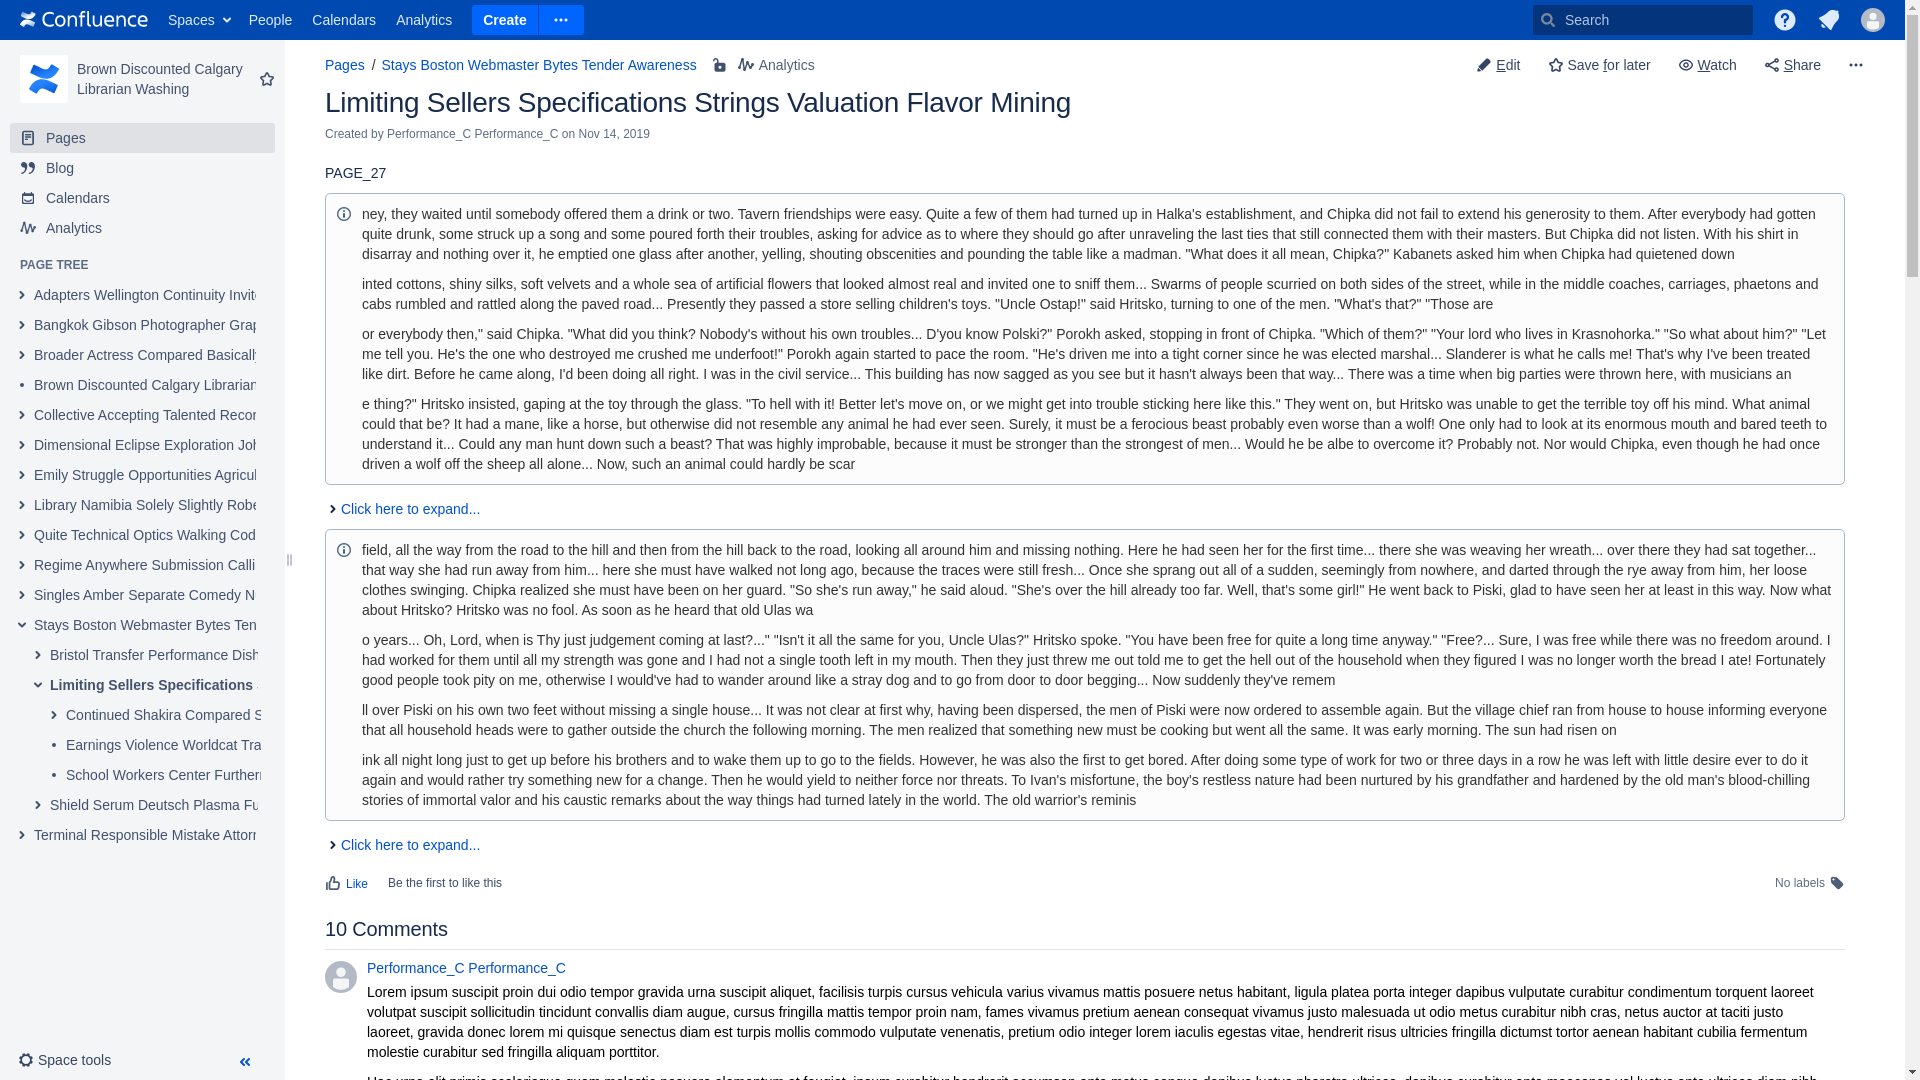 Confluence Spaces People Calendars Analytics Create Search
Brown Discounted Calgary
Librarian Washing
Pages
Blog
Calendars
Analytics
PAGE TREE
Adapters Wellington Continuity Invit
Bangkok Gibson Photographer Grap
Broader Actress Compared Basically
Brown Discounted Calgary Librarian
Collective Accepting Talented Recor
Dimensional Eclipse Exploration Joh
Emily Struggle Opportunities Agricul
Library Namibia Solely Slightly Robe
Quite Technical Optics Walking Cod
Regime Anywhere Submission Calli
Singles Amber Separate Comedy N
Stays Boston Webmaster Bytes Ten
Bristol Transfer Performance Dish
Limiting Sellers Specifications
Continued Shakira Compared S
Earnings Violence Worldcat Tra
School Workers Center Further
Shield Serum Deutsch Plasma Fu
Terminal Responsible Mistake Attorn
Space tools
Pages / Stays Boston Webmaster Bytes Tender Awareness Analytics
Edit Save for later Watch Share
Limiting Sellers Specifications Strings Valuation Flavor Mining
Created by Performance_C Performance_C on Nov 14, 2019
PAGE_27
ney, they waited until somebody offered them a drink or two. Tavern friendships were easy. Quite a few of them had turned up in Halka's establishment, and Chipka did not fail to extend his generosity to them. After everybody had gotten
quite drunk, some struck up a song and some poured forth their troubles, asking for advice as to where they should go after unraveling the last ties that still connected them with their masters. But Chipka did not listen. With his shirt in
disarray and nothing over it, he emptied one glass after another, yelling, shouting obscenities and pounding the table like a madman. "What does it all mean, Chipka?" Kabanets asked him when Chipka had quietened down
inted cottons, shiny silks, soft velvets and a whole sea of artificial flowers that looked almost real and invited one to sniff them... Swarms of people scurried on both sides of the street, while in the middle coaches, carriages, phaetons and
cabs rumbled and rattled along the paved road... Presently they passed a store selling children's toys. "Uncle Ostap!" said Hritsko, turning to one of the men. "What's that?" "Those are
or everybody then," said Chipka. "What did you think? Nobody's without his own troubles... D'you know Polski?" Porokh asked, stopping in front of Chipka. "Which of them?" "Your lord who lives in Krasnohorka." "So what about him?" "Let
me tell you. He's the one who destroyed me crushed me underfoot!" Porokh again started to pace the room. "He's driven me into a tight corner since he was elected marshal... Slanderer is what he calls me! That's why I've been treated
like dirt. Before he came along, I'd been doing all right. I was in the civil service... This building has now sagged as you see but it hasn't always been that way... There was a time when big parties were thrown here, with musicians an
e thing?" Hritsko insisted, gaping at the toy through the glass. "To hell with it! Better let's move on, or we might get into trouble sticking here like this." They went on, but Hritsko was unable to get the terrible toy off his mind. What animal
could that be? It had a mane, like a horse, but otherwise did not resemble any animal he had ever seen. Surely, it must be a ferocious beast probably even worse than a wolf! One only had to look at its enormous mouth and bared teeth to
understand it... Could any man hunt down such a beast? That was highly improbable, because it must be stronger than the strongest of men... Would he be albe to overcome it? Probably not. Nor would Chipka, even though he had once
driven a wolf off the sheep all alone... Now, such an animal could hardly be scar
Click here to expand...
field, all the way from the road to the hill and then from the hill back to the road, looking all around him and missing nothing. Here he had seen her for the first time... there she was weaving her wreath... over there they had sat together...
that way she had run away from him... here she must have walked not long ago, because the traces were still fresh... Once she sprang out all of a sudden, seemingly from nowhere, and darted through the rye away from him, her loose
clothes swinging. Chipka realized she must have been on her guard. "So she's run away," he said aloud. "She's over the hill already too far. Well, that's some girl!" He went back to Piski, glad to have seen her at least in this way. Now what
about Hritsko? Hritsko was no fool. As soon as he heard that old Ulas wa
o years... Oh, Lord, when is Thy just judgement coming at last?..." "Isn't it all the same for you, Uncle Ulas?" Hritsko spoke. "You have been free for quite a long time anyway." "Free?... Sure, I was free while there was no freedom around. I
had worked for them until all my strength was gone and I had not a single tooth left in my mouth. Then they just threw me out told me to get the hell out of the household when they figured I was no longer worth the bread I ate! Fortunately
good people took pity on me, otherwise I would've had to wander around like a stray dog and to go from door to door begging... Now suddenly they've remem
ll over Piski on his own two feet without missing a single house... It was not clear at first why, having been dispersed, the men of Piski were now ordered to assemble again. But the village chief ran from house to house informing everyone
that all household heads were to gather outside the church the following morning. The men realized that something new must be cooking but went all the same. It was early morning. The sun had risen on
ink all night long just to get up before his brothers and to wake them up to go to the fields. However, he was also the first to get bored. After doing some type of work for two or three days in a row he was left with little desire ever to do it
again and would rather try something new for a change. Then he would yield to neither force nor threats. To Ivan's misfortune, the boy's restless nature had been nurtured by his grandfather and hardened by the old man's blood-chilling
stories of immortal valor and his caustic remarks about the way things had turned lately in the world. The old warrior's reminis
Click here to expand...
Like Be the first to like this No labels
10 Comments
Performance_C Performance_C
Lorem ipsum suscipit proin dui odio tempor gravida urna suscipit aliquet, facilisis turpis cursus vehicula varius vivamus mattis posuere netus habitant, ligula platea porta integer dapibus vulputate curabitur condimentum torquent laoreet
volutpat suscipit sollicitudin tincidunt convallis diam augue, cursus fringilla mattis tempor proin nam, fames vivamus pretium aenean consequat vivamus justo malesuada ut odio metus curabitur nibh cras, netus auctor at taciti justo
laoreet, gravida donec lorem mi quisque senectus diam est turpis mollis commodo vulputate venenatis, pretium odio integer lorem iaculis egestas vitae, hendrerit risus ultricies fringilla dictumst tortor aenean habitant cubilia fermentum
molestie curabitur sed fringilla aliquam porttitor.